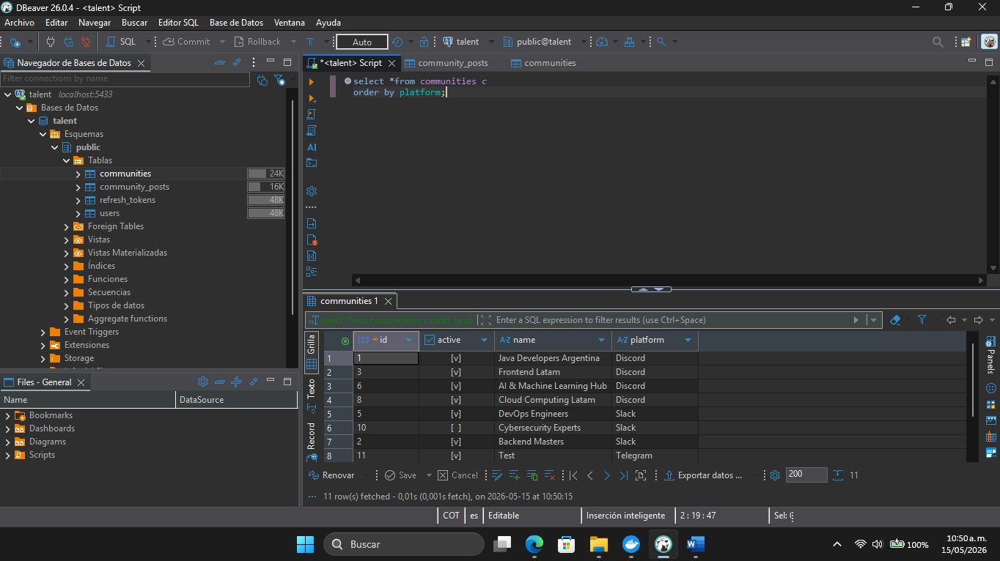 DBeaver 26.0.4 - <talent> Script
Archivo Editar Navegar Buscar Editor SQL Base de Datos Ventana Ayuda
SQL Commit Rollback T Auto talent public@talent
Navegador de Bases de Datos
*<talent> Script community_posts communities
Filter connections by name
select *from communities c
order by platform;
talent localhost:5433
Bases de Datos
talent
Esquemas
public
Tablas
communities 24K
community_posts 16K
refresh_tokens 48K
users 48K
Foreign Tables
Vistas
Vistas Materializadas
Índices
Funciones
Secuencias
Tipos de datos
Aggregate functions
Event Triggers
Extensiones
Storage
AI
Files - General
Name DataSource
Bookmarks
Dashboards
Diagrams
Scripts
communities 1
select *from communities c order by pla
Enter a SQL expression to filter results (use Ctrl+Space)
Grilla
Texto
Record
Panels
123 id active A-Z name A-Z platform
1 1 [v] Java Developers Argentina Discord
2 3 [v] Frontend Latam Discord
3 6 [v] AI & Machine Learning Hub Discord
4 8 [v] Cloud Computing Latam Discord
5 5 [v] DevOps Engineers Slack
6 10 [ ] Cybersecurity Experts Slack
7 2 [v] Backend Masters Slack
8 11 [v] Test Telegram
Renovar Save Cancel Exportar datos ... 200 11
11 row(s) fetched - 0,01s (0,001s fetch), on 2026-05-15 at 10:50:15
COT es Editable Inserción inteligente 2 : 19 : 47 Sel:
Buscar
100%
10:50 a. m.
15/05/2026